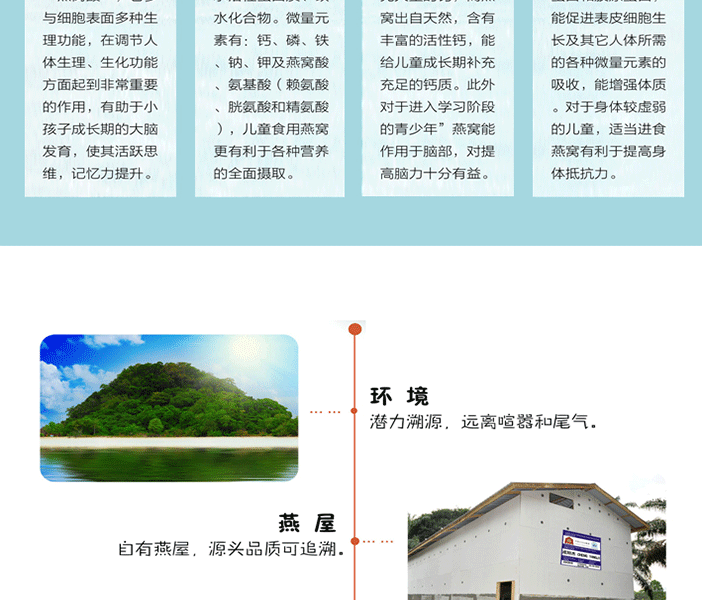 与细胞表面多种生
理功能，在调节人
体生理、生化功能
方面起到非常重要
的作用，有助于小
孩子成长期的大脑
发育，使其活跃思
维，记忆力提升。
水化合物。微量元
素有：钙、磷、铁
、钠、钾及燕窝酸
、氨基酸（赖氨酸
、胱氨酸和精氨酸
），儿童食用燕窝
更有利于各种营养
的全面摄取。
窝出自天然，含有
丰富的活性钙，能
给儿童成长期补充
充足的钙质。此外
对于进入学习阶段
的青少年”燕窝能
作用于脑部，对提
高脑力十分有益。
能促进表皮细胞生
长及其它人体所需
的各种微量元素的
吸收，能增强体质
。对于身体较虚弱
的儿童，适当进食
燕窝有利于提高身
体抵抗力。
环 境
潜力溯源，远离喧嚣和尾气。
燕 屋
自有燕屋，源头品质可追溯。